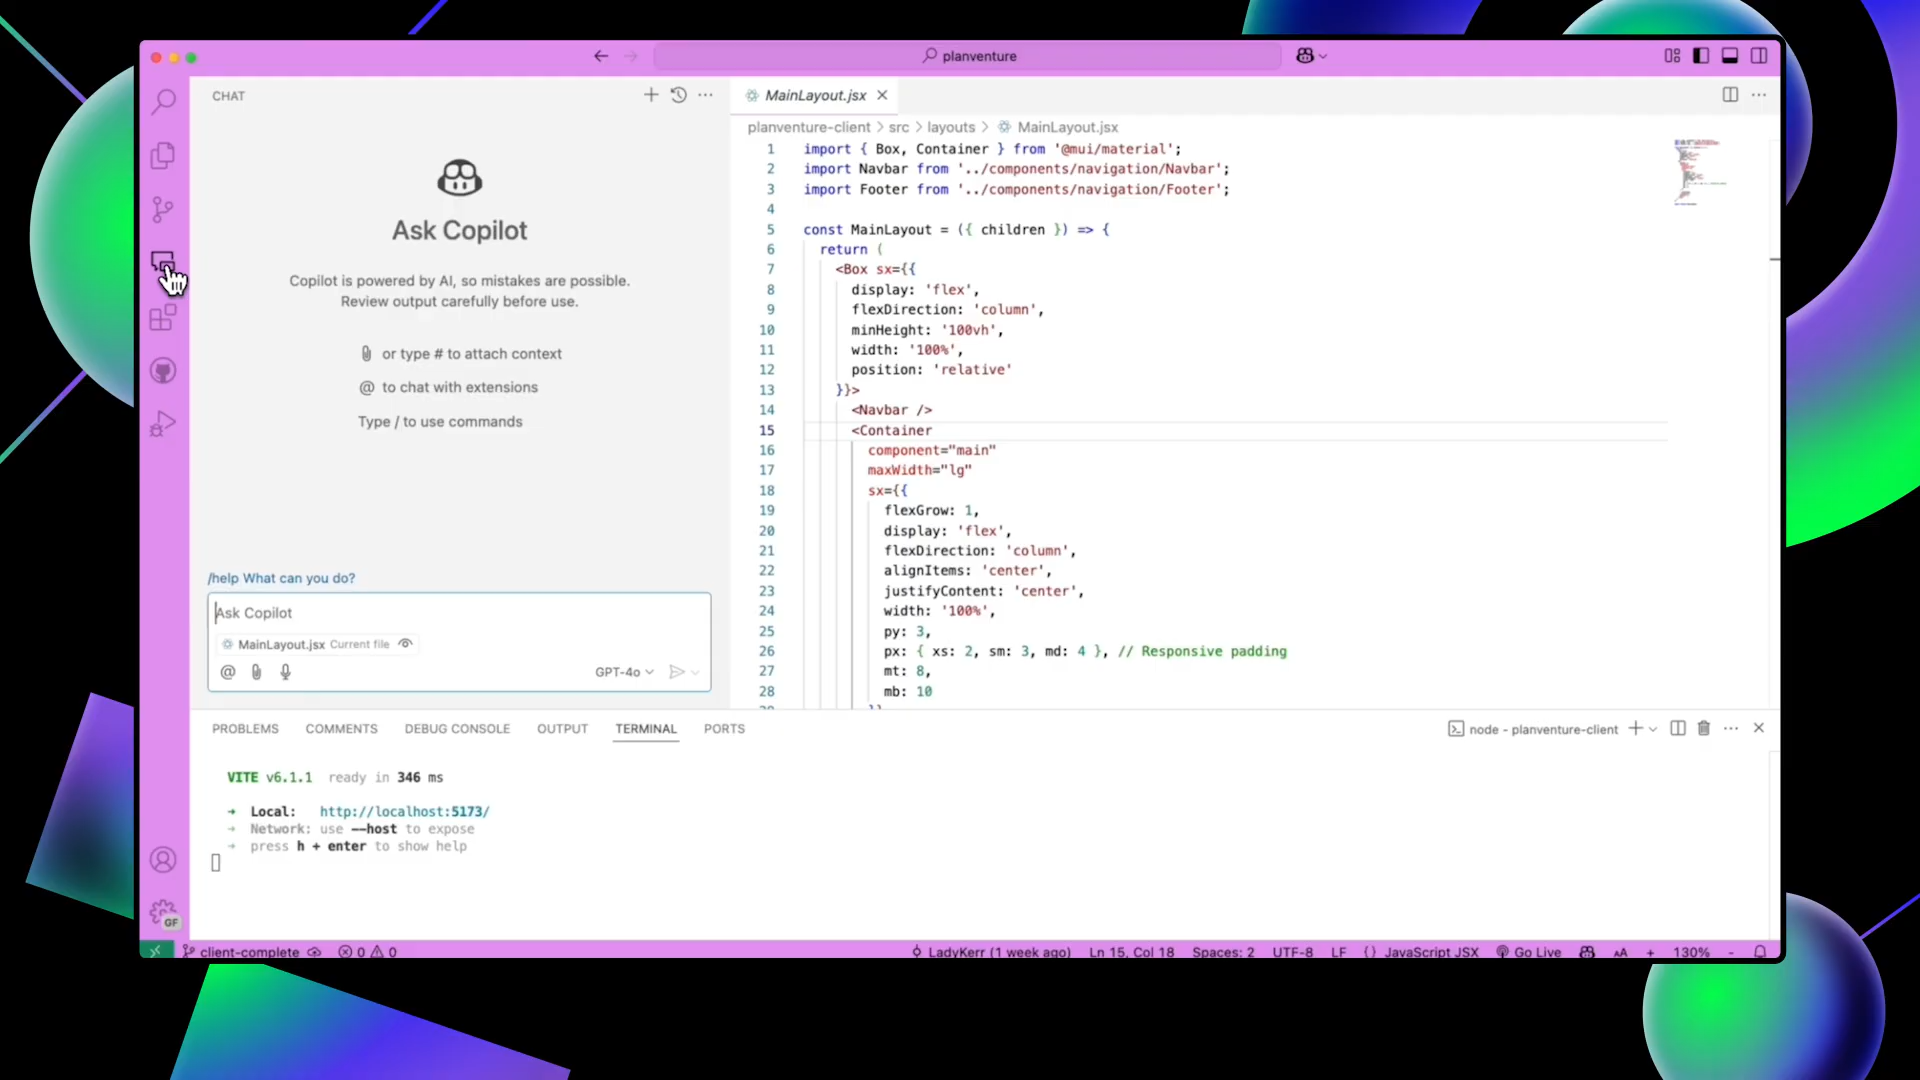 planventure
CHAT
Ask Copilot
Copilot is powered by AI, so mistakes are possible.
Review output carefully before use.
or type # to attach context
@ to chat with extensions
Type / to use commands
/help What can you do?
Ask Copilot
MainLayout.jsx Current file
@
GPT-4o
MainLayout.jsx
planventure-client > src > layouts > MainLayout.jsx
1 import { Box, Container } from '@mui/material';
2 import Navbar from '../components/navigation/Navbar';
3 import Footer from '../components/navigation/Footer';
4
5 const MainLayout = ({ children }) => {
6 return (
7 <Box sx={{
8 display: 'flex',
9 flexDirection: 'column',
10 minHeight: '100vh',
11 width: '100%',
12 position: 'relative'
13 }}>
14 <Navbar />
15 <Container
16 component="main"
17 maxWidth="lg"
18 sx={{
19 flexGrow: 1,
20 display: 'flex',
21 flexDirection: 'column',
22 alignItems: 'center',
23 justifyContent: 'center',
24 width: '100%',
25 py: 3,
26 px: { xs: 2, sm: 3, md: 4 }, // Responsive padding
27 mt: 8,
28 mb: 10
PROBLEMS COMMENTS DEBUG CONSOLE OUTPUT TERMINAL PORTS
node - planventure-client
VITE v6.1.1 ready in 346 ms
➜ Local: http://localhost:5173/
➜ Network: use --host to expose
➜ press h + enter to show help
GF
client-complete 0 0
LadyKerr (1 week ago) Ln 15, Col 18 Spaces: 2 UTF-8 LF {} JavaScript JSX Go Live AA + 130% -